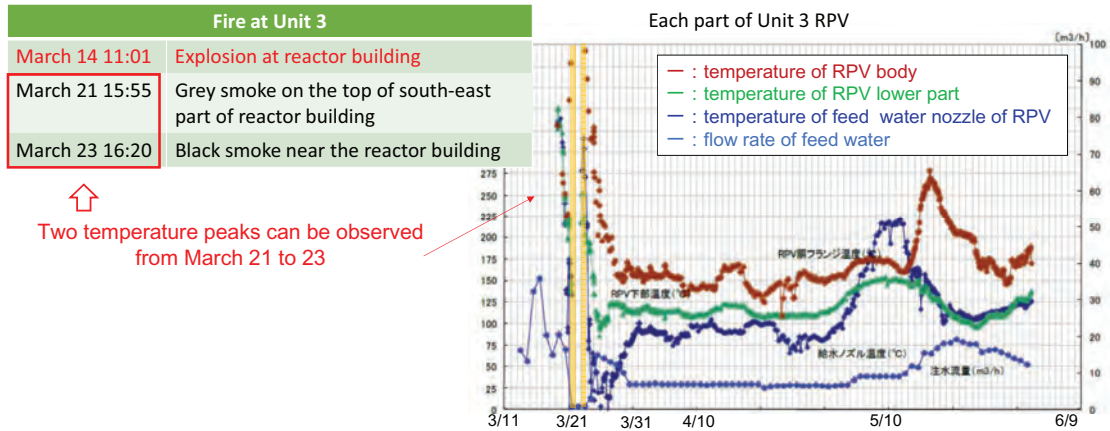 Fire at Unit 3
March 14 11:01 Explosion at reactor building
March 21 15:55 Grey smoke on the top of south-east
part of reactor building
March 23 16:20 Black smoke near the reactor building
Two temperature peaks can be observed
from March 21 to 23
Each part of Unit 3 RPV
[m3/h]
— : temperature of RPV body
— : temperature of RPV lower part
— : temperature of feed water nozzle of RPV
— : flow rate of feed water
275
250
225
200
175
150
125
100
75
50
25
0
100
90
80
70
60
50
40
30
20
10
0
RPV胴フランジ温度(℃)
RPV下部温度(℃)
給水ノズル温度(℃)
注水流量(m3/h)
3/11 3/21 3/31 4/10 5/10 6/9